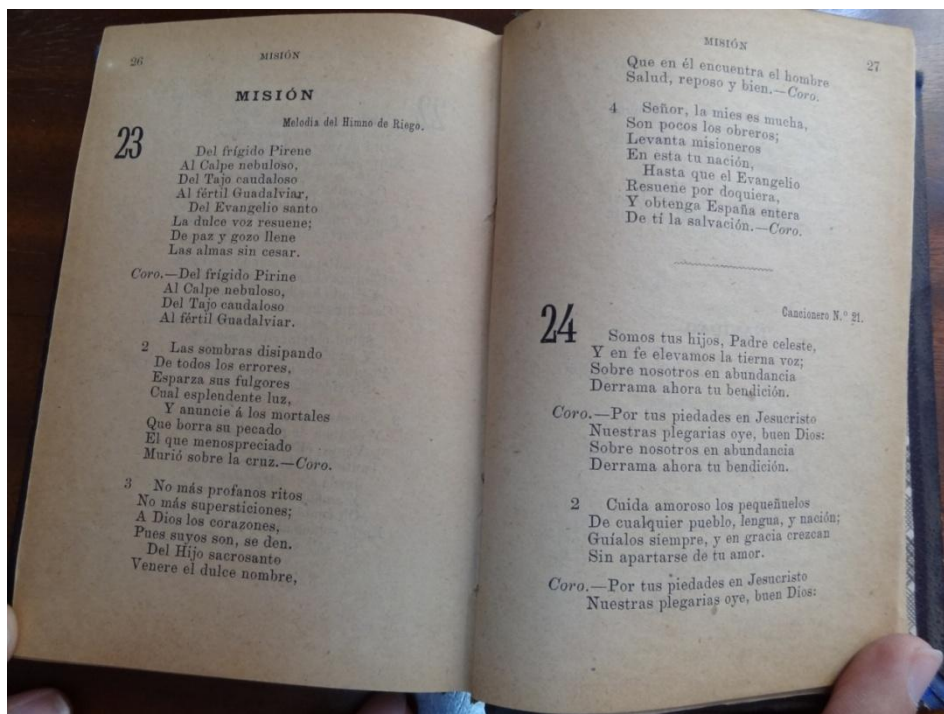 26
MISIÓN
MISIÓN
Melodía del Himno de Riego.
23
Del frígido Pirene
Al Calpe nebuloso,
Del Tajo caudaloso
Al fértil Guadalviar,
Del Evangelio santo
La dulce voz resuene;
De paz y gozo llene
Las almas sin cesar.
Coro.—Del frígido Pirine
Al Calpe nebuloso,
Del Tajo caudaloso
Al fértil Guadalviar.
2 Las sombras disipando
De todos los errores,
Esparza sus fulgores
Cual esplendente luz,
Y anuncie á los mortales
Que borra su pecado
El que menospreciado
Murió sobre la cruz.—Coro.
3 No más profanos ritos
No más supersticiones;
A Dios los corazones,
Pues suyos son, se den.
Del Hijo sacrosanto
Venere el dulce nombre,
MISIÓN
27
Que en él encuentra el hombre
Salud, reposo y bien.—Coro.
4 Señor, la mies es mucha,
Son pocos los obreros;
Levanta misioneros
En esta tu nación,
Hasta que el Evangelio
Resuene por doquiera,
Y obtenga España entera
De tí la salvación.—Coro.
24
Cancionero N.º 21.
Somos tus hijos, Padre celeste,
Y en fe elevamos la tierna voz;
Sobre nosotros en abundancia
Derrama ahora tu bendición.
Coro.—Por tus piedades en Jesucristo
Nuestras plegarias oye, buen Dios:
Sobre nosotros en abundancia
Derrama ahora tu bendición.
2 Cuida amoroso los pequeñuelos
De cualquier pueblo, lengua, y nación;
Guíalos siempre, y en gracia crezcan
Sin apartarse de tu amor.
Coro.—Por tus piedades en Jesucristo
Nuestras plegarias oye, buen Dios: